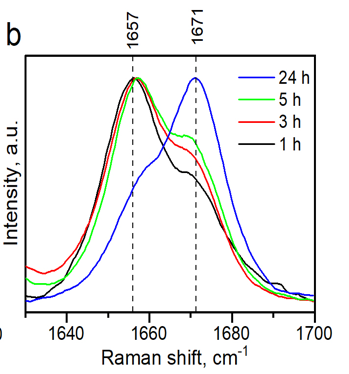 b
1657
1671
24 h
5 h
3 h
1 h
Intensity, a.u.
1640 1660 1680 1700
Raman shift, cm⁻¹